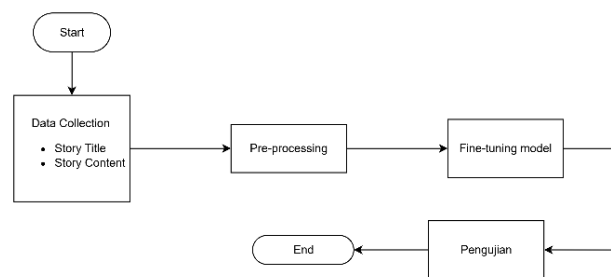 Start
Data Collection
• Story Title
• Story Content
Pre-processing
Fine-tuning model
Pengujian
End